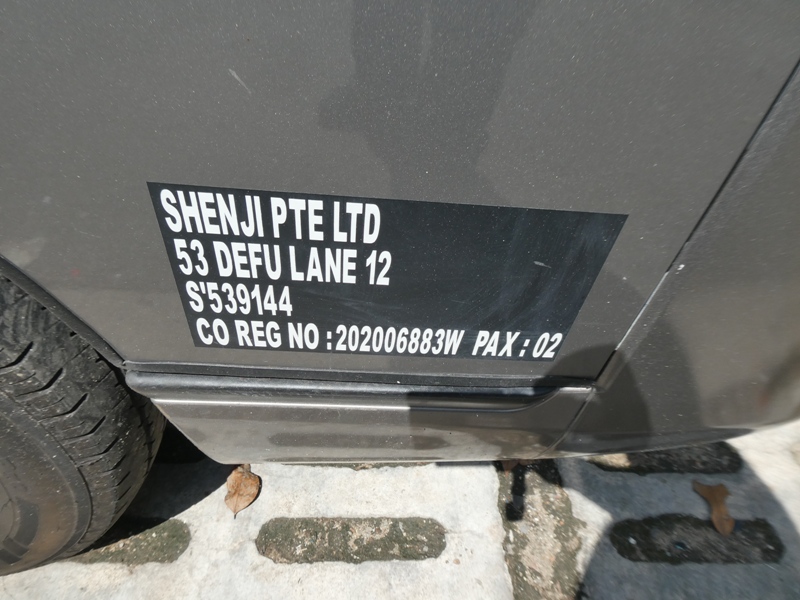 SHENJI PTE LTD
53 DEFU LANE 12
S'539144
CO REG NO : 202006883W PAX : 02